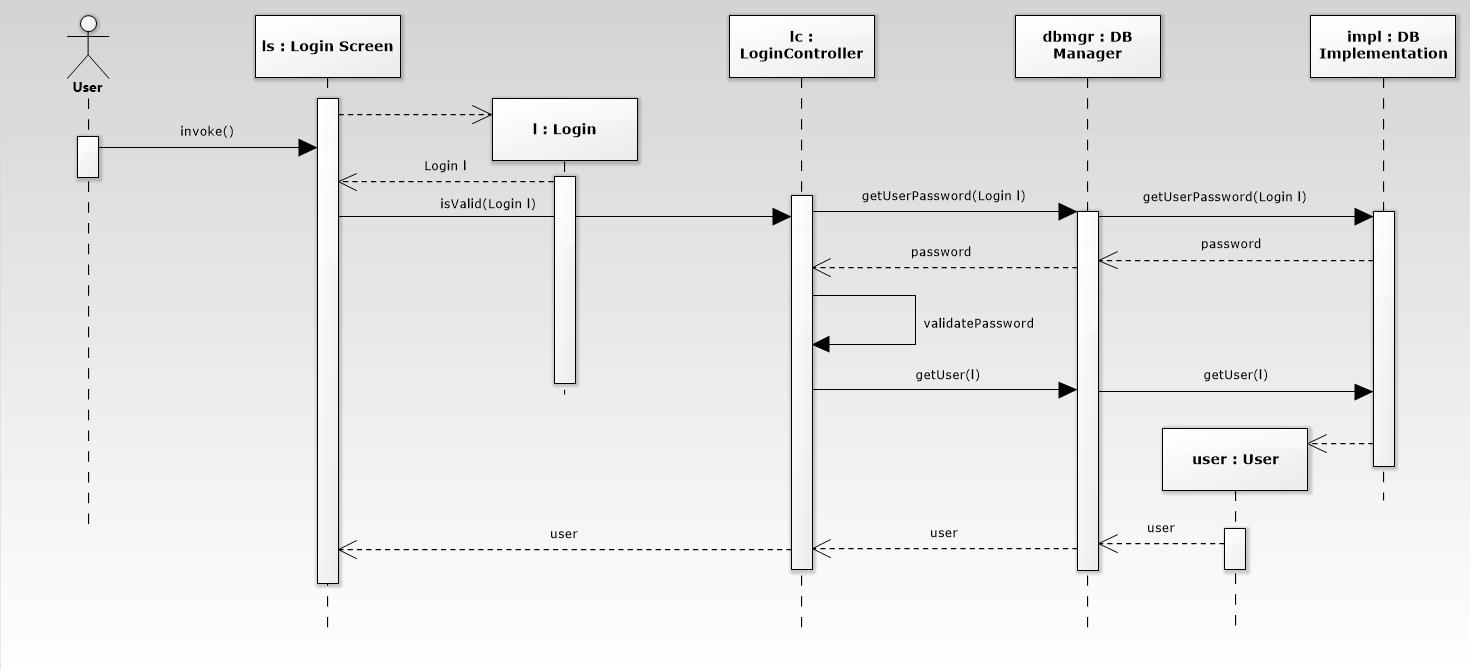 User
ls : Login Screen
lc :
LoginController
dbmgr : DB
Manager
impl : DB
Implementation
l : Login
invoke()
Login l
isValid(Login l)
getUserPassword(Login l)
getUserPassword(Login l)
password
password
validatePassword
getUser(l)
getUser(l)
user : User
user
user
user